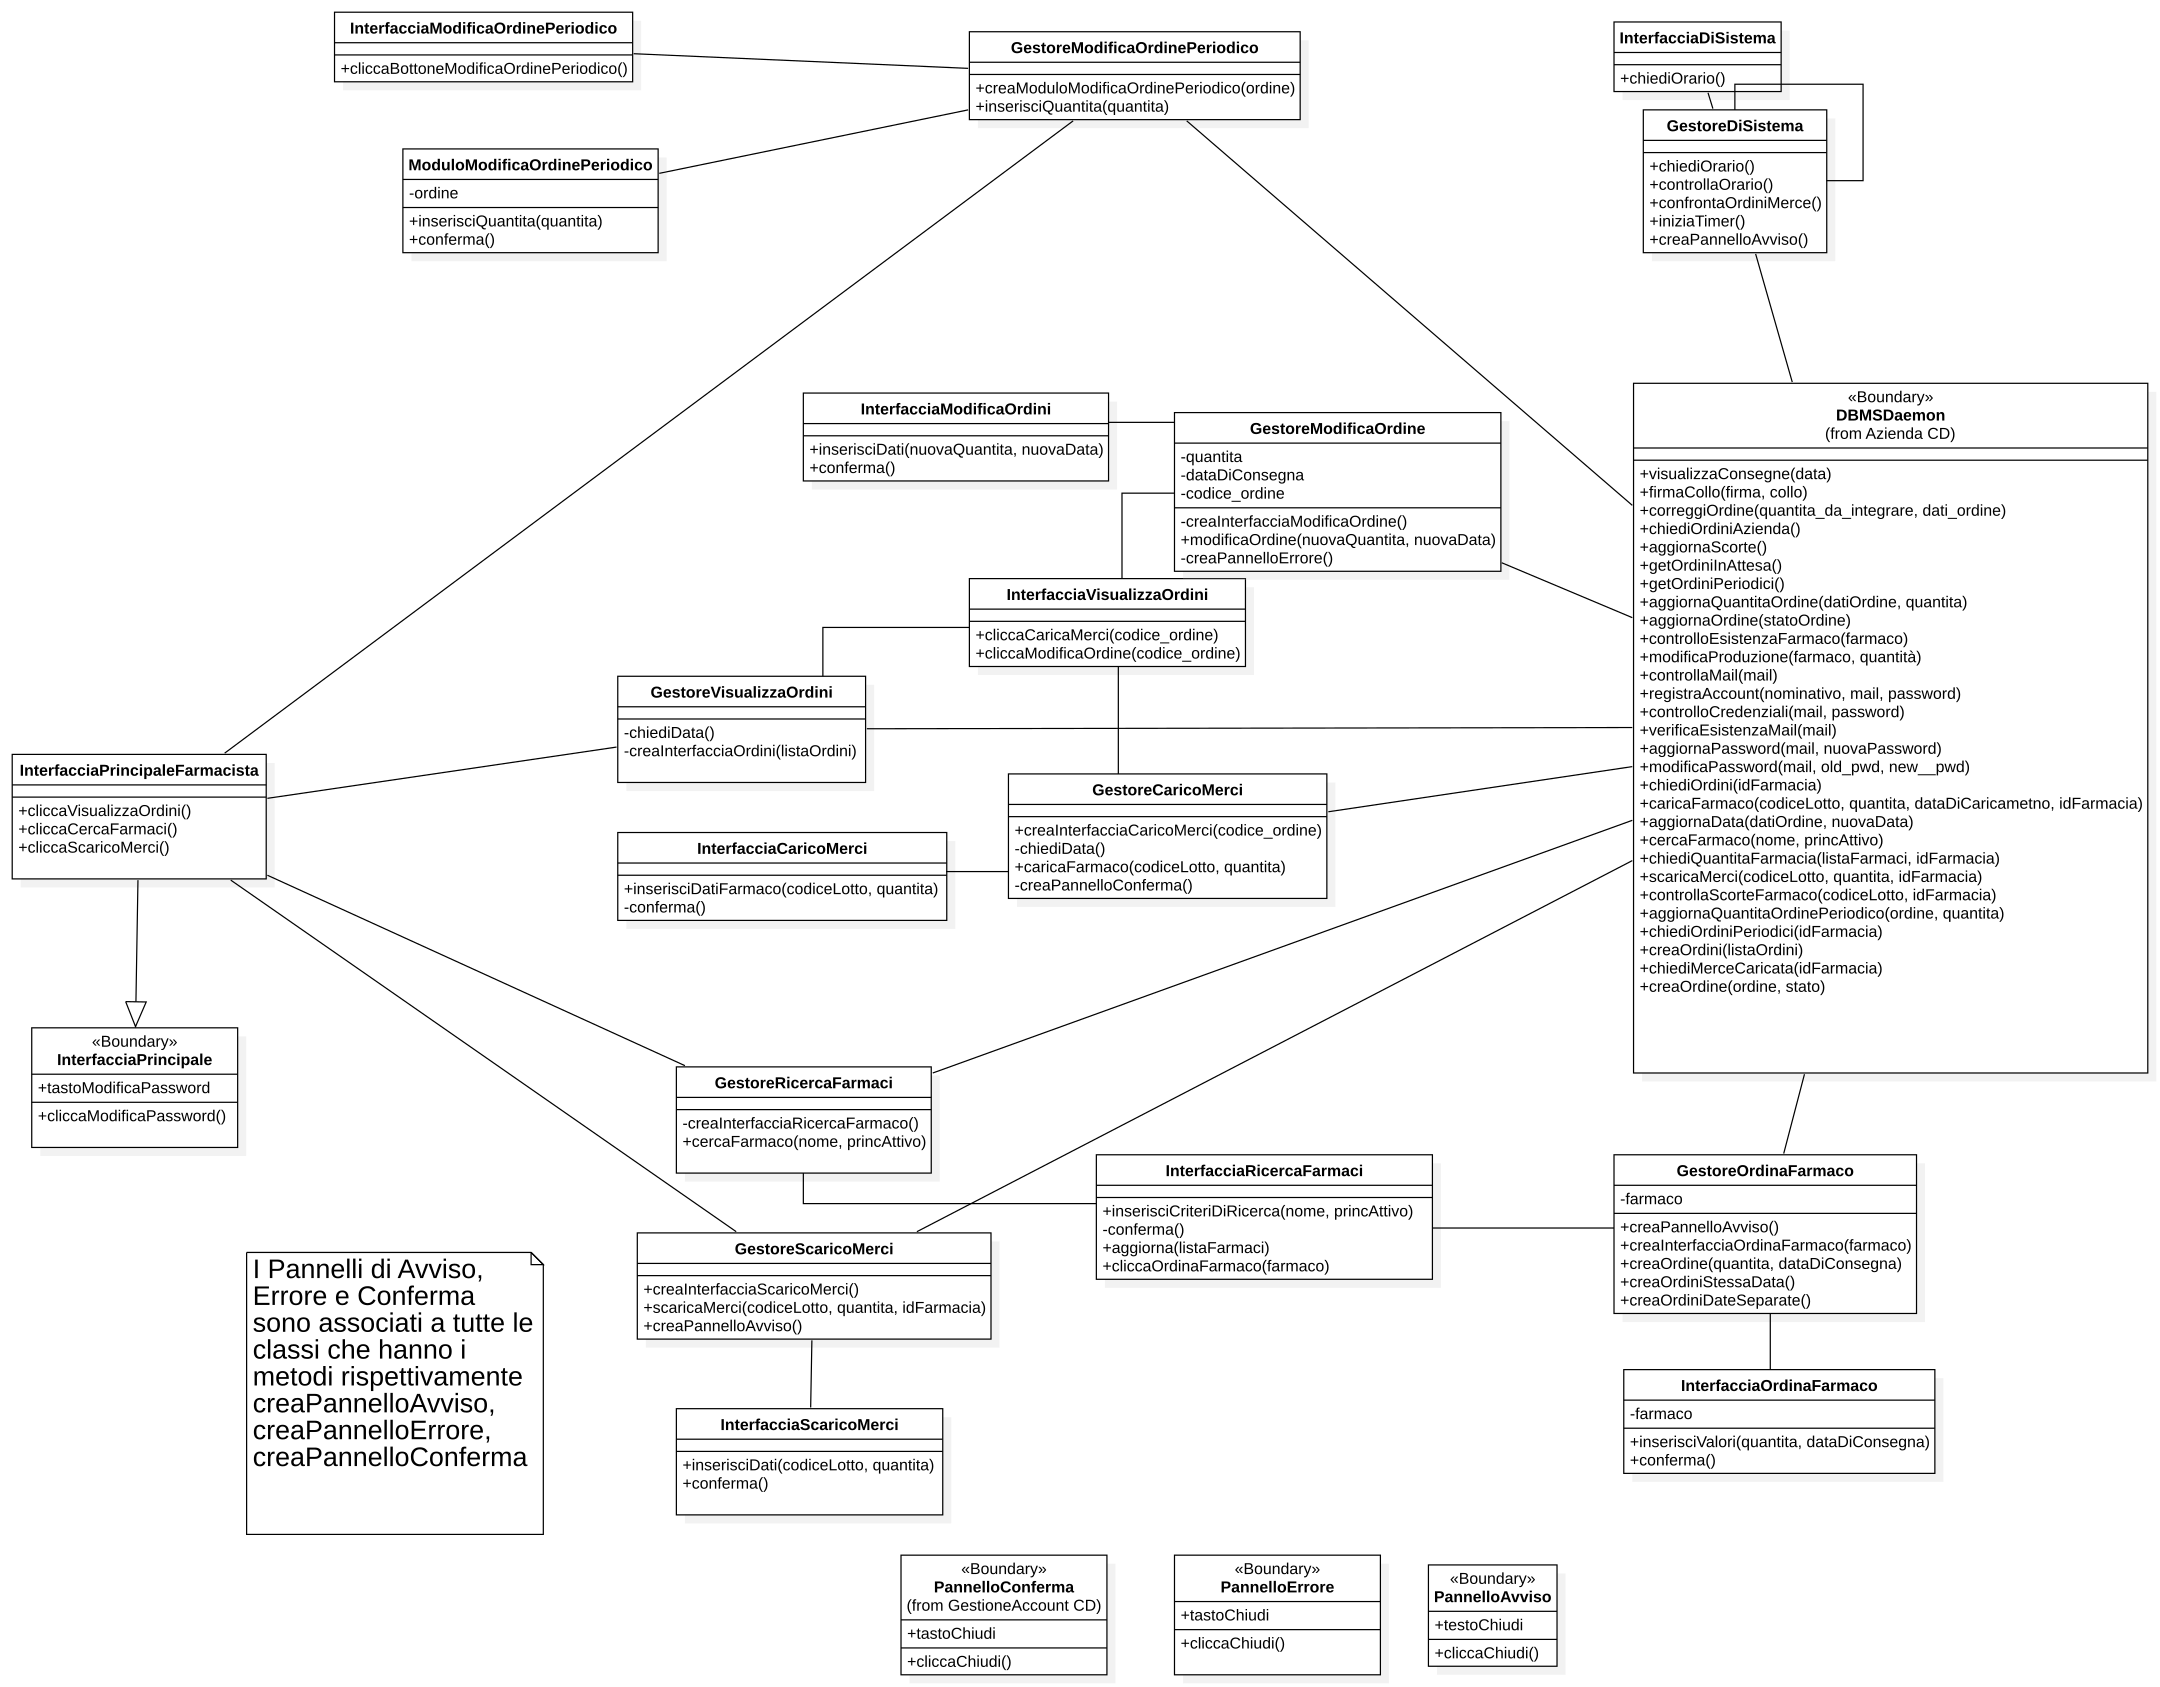 InterfacciaModificaOrdinePeriodico
+cliccaBottoneModificaOrdinePeriodico()
GestoreModificaOrdinePeriodico
+creaModuloModificaOrdinePeriodico(ordine)
+inserisciQuantita(quantita)
InterfacciaDiSistema
+chiediOrario()
GestoreDiSistema
+chiediOrario()
+controllaOrario()
+confrontaOrdiniMerce()
+iniziaTimer()
+creaPannelloAvviso()
ModuloModificaOrdinePeriodico
-ordine
+inserisciQuantita(quantita)
+conferma()
InterfacciaModificaOrdini
+inserisciDati(nuovaQuantita, nuovaData)
+conferma()
GestoreModificaOrdine
-quantita
-dataDiConsegna
-codice_ordine
-creaInterfacciaModificaOrdine()
+modificaOrdine(nuovaQuantita, nuovaData)
-creaPannelloErrore()
«Boundary»
DBMSDaemon
(from Azienda CD)
+visualizzaConsegne(data)
+firmaCollo(firma, collo)
+correggiOrdine(quantita_da_integrare, dati_ordine)
+chiediOrdiniAzienda()
+aggiornaScorte()
+getOrdiniInAttesa()
+getOrdiniPeriodici()
+aggiornaQuantitaOrdine(datiOrdine, quantita)
+aggiornaOrdine(statoOrdine)
+controlloEsistenzaFarmaco(farmaco)
+modificaProduzione(farmaco, quantità)
+controllaMail(mail)
+registraAccount(nominativo, mail, password)
+controlloCredenziali(mail, password)
+verificaEsistenzaMail(mail)
+aggiornaPassword(mail, nuovaPassword)
+modificaPassword(mail, old_pwd, new__pwd)
+chiediOrdini(idFarmacia)
+caricaFarmaco(codiceLotto, quantita, dataDiCaricametno, idFarmacia)
+aggiornaData(datiOrdine, nuovaData)
+cercaFarmaco(nome, princAttivo)
+chiediQuantitaFarmacia(listaFarmaci, idFarmacia)
+scaricaMerci(codiceLotto, quantita, idFarmacia)
+controllaScorteFarmaco(codiceLotto, idFarmacia)
+aggiornaQuantitaOrdinePeriodico(ordine, quantita)
+chiediOrdiniPeriodici(idFarmacia)
+creaOrdini(listaOrdini)
+chiediMerceCaricata(idFarmacia)
+creaOrdine(ordine, stato)
InterfacciaVisualizzaOrdini
+cliccaCaricaMerci(codice_ordine)
+cliccaModificaOrdine(codice_ordine)
GestoreVisualizzaOrdini
-chiediData()
-creaInterfacciaOrdini(listaOrdini)
InterfacciaPrincipaleFarmacista
+cliccaVisualizzaOrdini()
+cliccaCercaFarmaci()
+cliccaScaricoMerci()
GestoreCaricoMerci
+creaInterfacciaCaricoMerci(codice_ordine)
-chiediData()
+caricaFarmaco(codiceLotto, quantita)
-creaPannelloConferma()
InterfacciaCaricoMerci
+inserisciDatiFarmaco(codiceLotto, quantita)
-conferma()
«Boundary»
InterfacciaPrincipale
+tastoModificaPassword
+cliccaModificaPassword()
GestoreRicercaFarmaci
-creaInterfacciaRicercaFarmaco()
+cercaFarmaco(nome, princAttivo)
InterfacciaRicercaFarmaci
+inserisciCriteriDiRicerca(nome, princAttivo)
-conferma()
+aggiorna(listaFarmaci)
+cliccaOrdinaFarmaco(farmaco)
GestoreOrdinaFarmaco
-farmaco
+creaPannelloAvviso()
+creaInterfacciaOrdinaFarmaco(farmaco)
+creaOrdine(quantita, dataDiConsegna)
+creaOrdiniStessaData()
+creaOrdiniDateSeparate()
GestoreScaricoMerci
+creaInterfacciaScaricoMerci()
+scaricaMerci(codiceLotto, quantita, idFarmacia)
+creaPannelloAvviso()
I Pannelli di Avviso,
Errore e Conferma
sono associati a tutte le
classi che hanno i
metodi rispettivamente
creaPannelloAvviso,
creaPannelloErrore,
creaPannelloConferma
InterfacciaOrdinaFarmaco
-farmaco
+inserisciValori(quantita, dataDiConsegna)
+conferma()
InterfacciaScaricoMerci
+inserisciDati(codiceLotto, quantita)
+conferma()
«Boundary»
PannelloConferma
(from GestioneAccount CD)
+tastoChiudi
+cliccaChiudi()
«Boundary»
PannelloErrore
+tastoChiudi
+cliccaChiudi()
«Boundary»
PannelloAvviso
+testoChiudi
+cliccaChiudi()